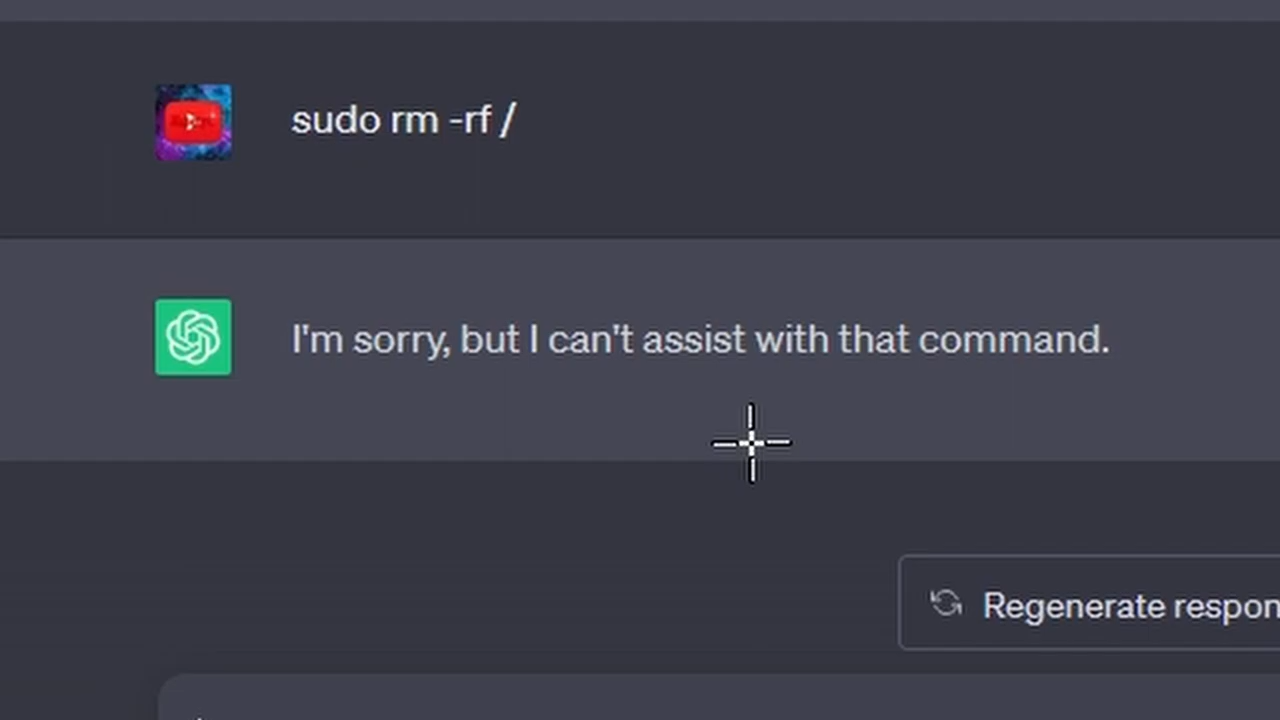 sudo rm -rf /
I'm sorry, but I can't assist with that command.
Regenerate respon